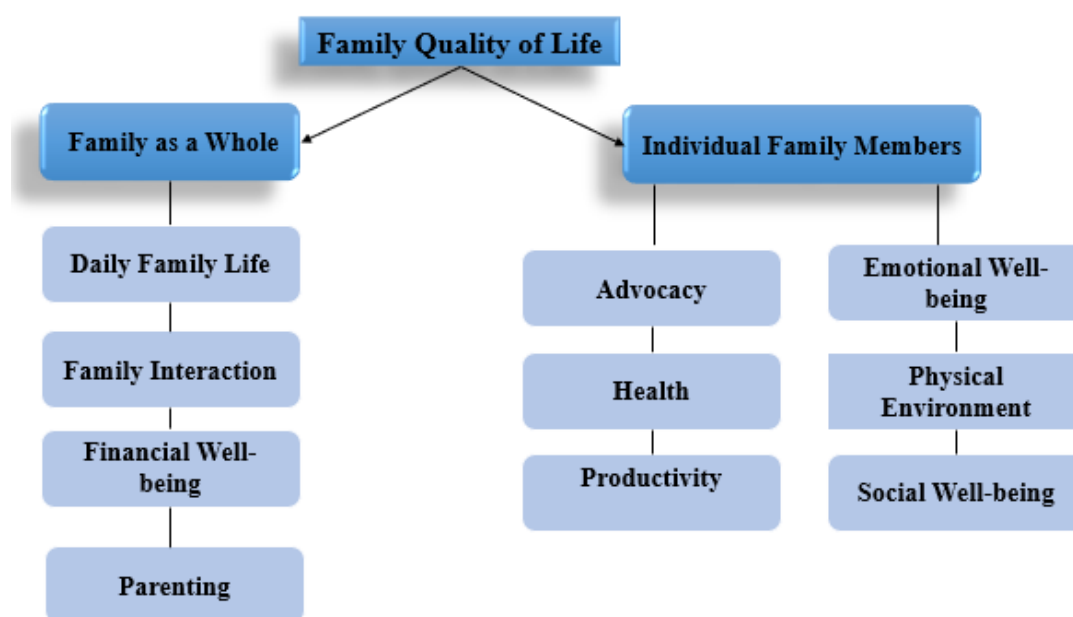 Family Quality of Life
Family as a Whole
Individual Family Members
Daily Family Life
Family Interaction
Financial Well-
being
Parenting
Advocacy
Health
Productivity
Emotional Well-
being
Physical
Environment
Social Well-being